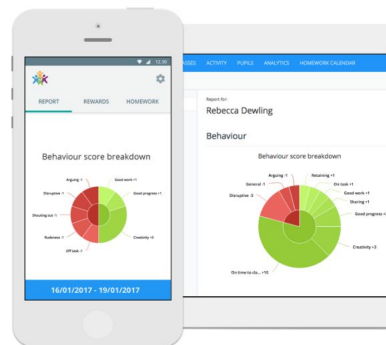 12:30
REPORT REWARDS HOMEWORK
Behaviour score breakdown
Arguing -1
Good work +1
Disruptive -1
Good progress +1
Shouting out -1
Rudeness -1
Creativity +3
Off task -1
16/01/2017 - 19/01/2017
ACTIVITY PUPILS ANALYTICS HOMEWORK CALENDAR
Report for:
Rebecca Dewling
Behaviour
Behaviour score breakdown
Arguing -1
Retaining +1
General -1
On task +1
Good work +1
Disruptive -2
Sharing +1
Good progress
Creativity +3
On time to cla... +10